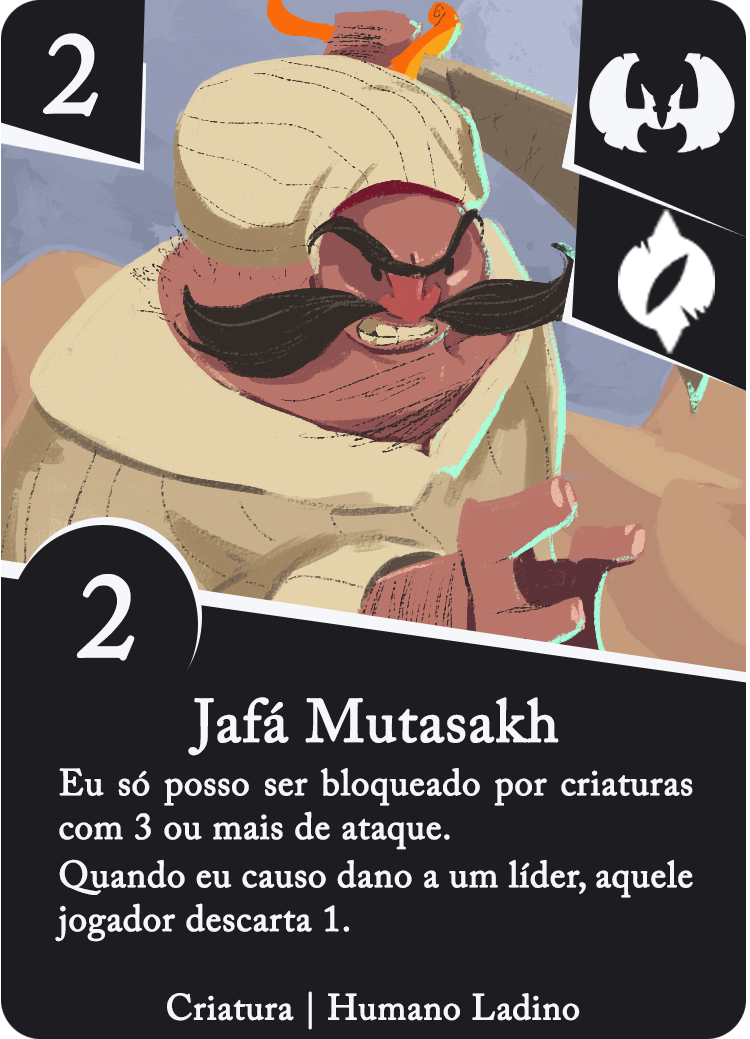 2
2
Jafá Mutasakh
Eu só posso ser bloqueado por criaturas
com 3 ou mais de ataque.
Quando eu causo dano a um líder, aquele
jogador descarta 1.
Criatura | Humano Ladino